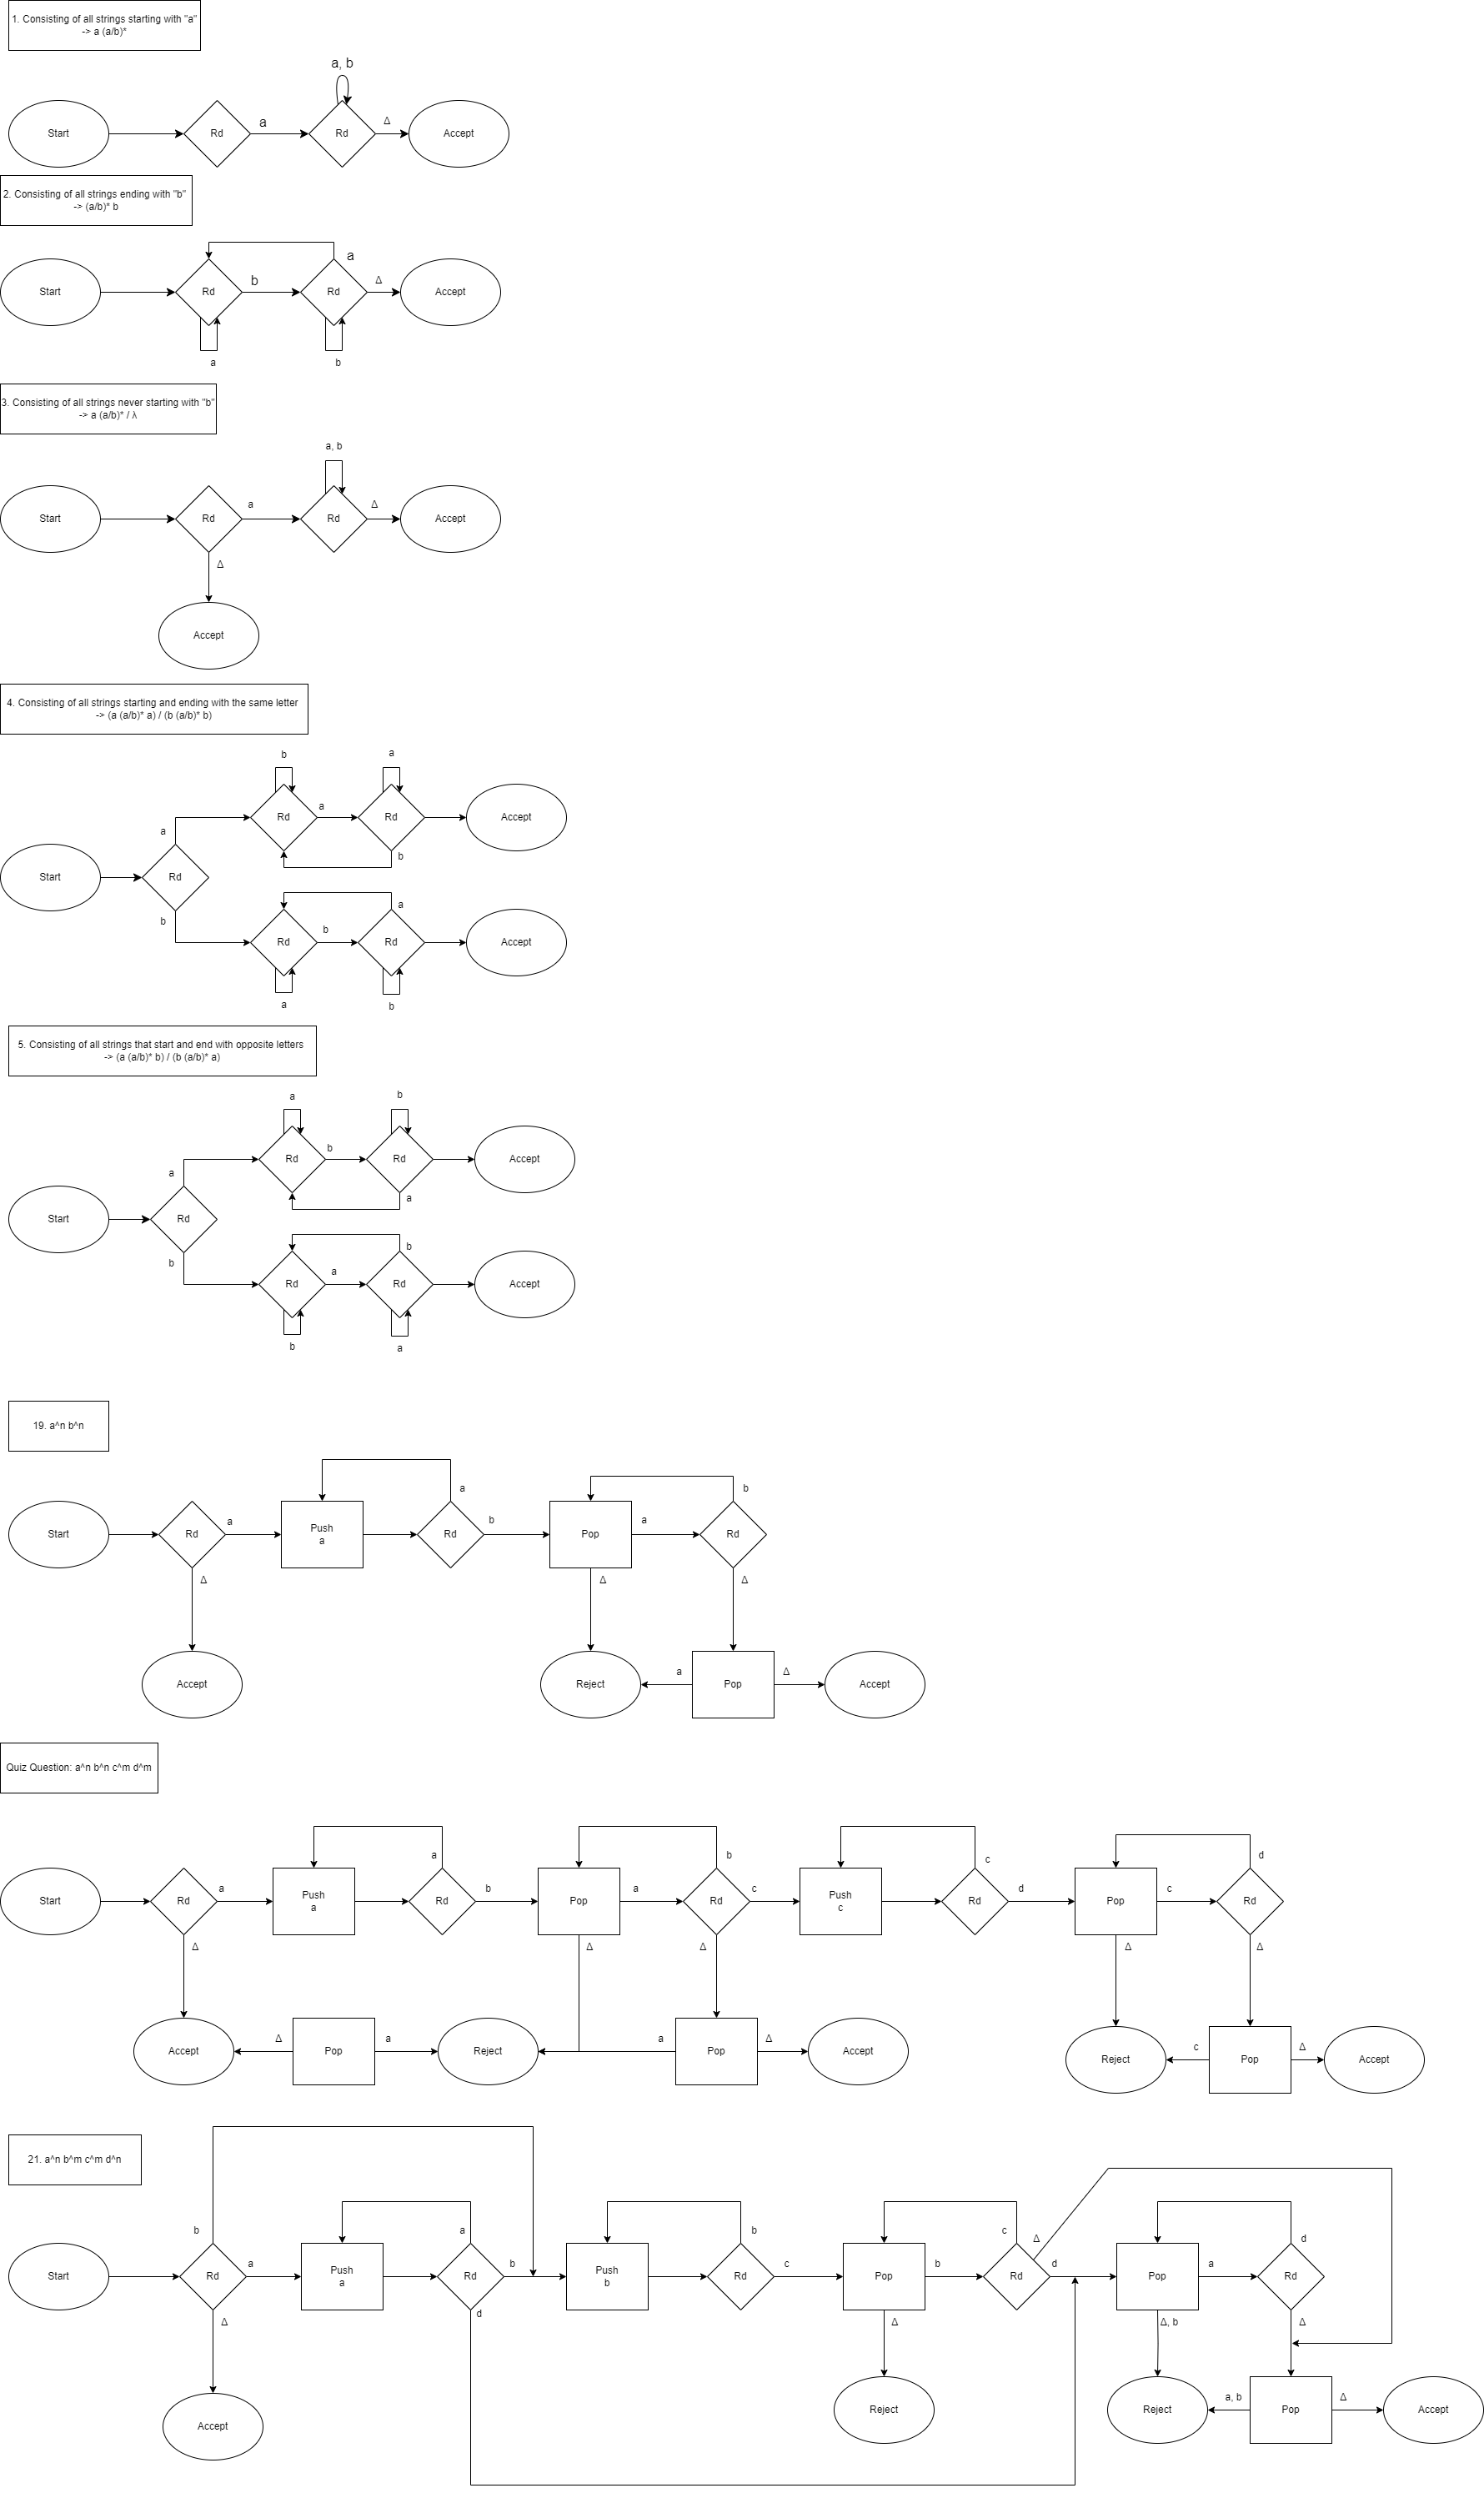 1. Consisting of all strings starting with "a"
-> a (a/b)*
a, b
Start
Rd
a
Rd
Δ
Accept
2. Consisting of all strings ending with "b"
-> (a/b)* b
a
Start
Rd
b
Rd
Δ
Accept
a
b
3. Consisting of all strings never starting with "b"
-> a (a/b)* / λ
a, b
Start
Rd
a
Rd
Δ
Accept
Δ
Accept
4. Consisting of all strings starting and ending with the same letter
-> (a (a/b)* a) / (b (a/b)* b)
b
a
a
Rd
a
Rd
Accept
b
Start
Rd
b
a
Rd
b
Rd
Accept
a
b
5. Consisting of all strings that start and end with opposite letters
-> (a (a/b)* b) / (b (a/b)* a)
a
b
a
Rd
b
Rd
Accept
a
Start
Rd
b
b
Rd
a
Rd
Accept
b
a
19. a^n b^n
a
b
Start
Rd
a
Push
a
Rd
b
Pop
a
Rd
Δ
Δ
Δ
Accept
Reject
a
Pop
Δ
Accept
Quiz Question: a^n b^n c^m d^m
a
b
c
d
Start
Rd
a
Push
a
Rd
b
Pop
a
Rd
c
Push
c
Rd
d
Pop
c
Rd
Δ
Δ
Δ
Δ
Δ
Accept
Δ
Pop
a
Reject
a
Pop
Δ
Accept
Reject
c
Pop
Δ
Accept
21. a^n b^m c^m d^n
b
a
b
c
Δ
d
Start
Rd
a
Push
a
Rd
b
Push
b
Rd
c
Pop
b
Rd
d
Pop
a
Rd
Δ
d
Δ
Δ, b
Δ
Accept
Reject
Reject
a, b
Pop
Δ
Accept